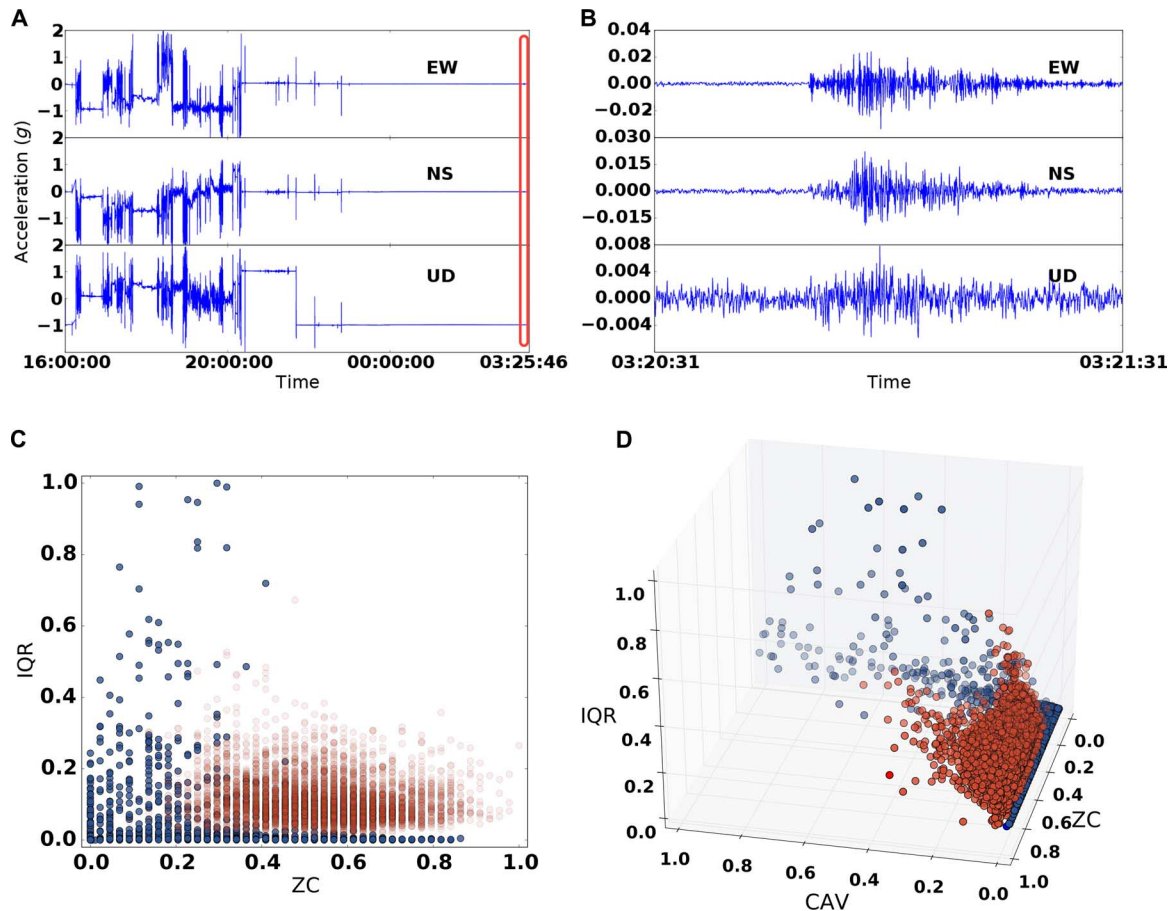 A
Acceleration (g)
2
1
0
−1
EW
2
1
0
−1
NS
2
1
0
−1
UD
16:00:00 20:00:00 00:00:00 03:25:46
Time
B
0.04
0.02
0.00
−0.02
EW
0.030
0.015
0.000
−0.015
NS
0.008
0.004
0.000
−0.004
UD
03:20:31 03:21:31
Time
C
IQR
1.0
0.8
0.6
0.4
0.2
0.0
0.0 0.2 0.4 0.6 0.8 1.0
ZC
D
IQR
1.0
0.8
0.6
0.4
0.2
0.0
1.0 0.8 0.6 0.4 0.2 0.0
CAV
0.0
0.2
0.4
0.6
0.8
1.0
ZC